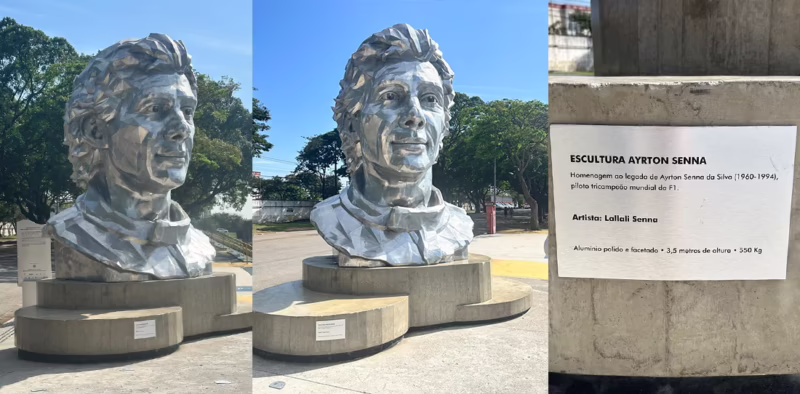 ESCULTURA AYRTON SENNA
Homenagem ao legado de Ayrton Senna da Silva (1960-1994),
piloto tricampeão mundial da F1.
Artista: Lallali Senna
Alumínio polido e facetado • 3,5 metros de altura • 550 Kg